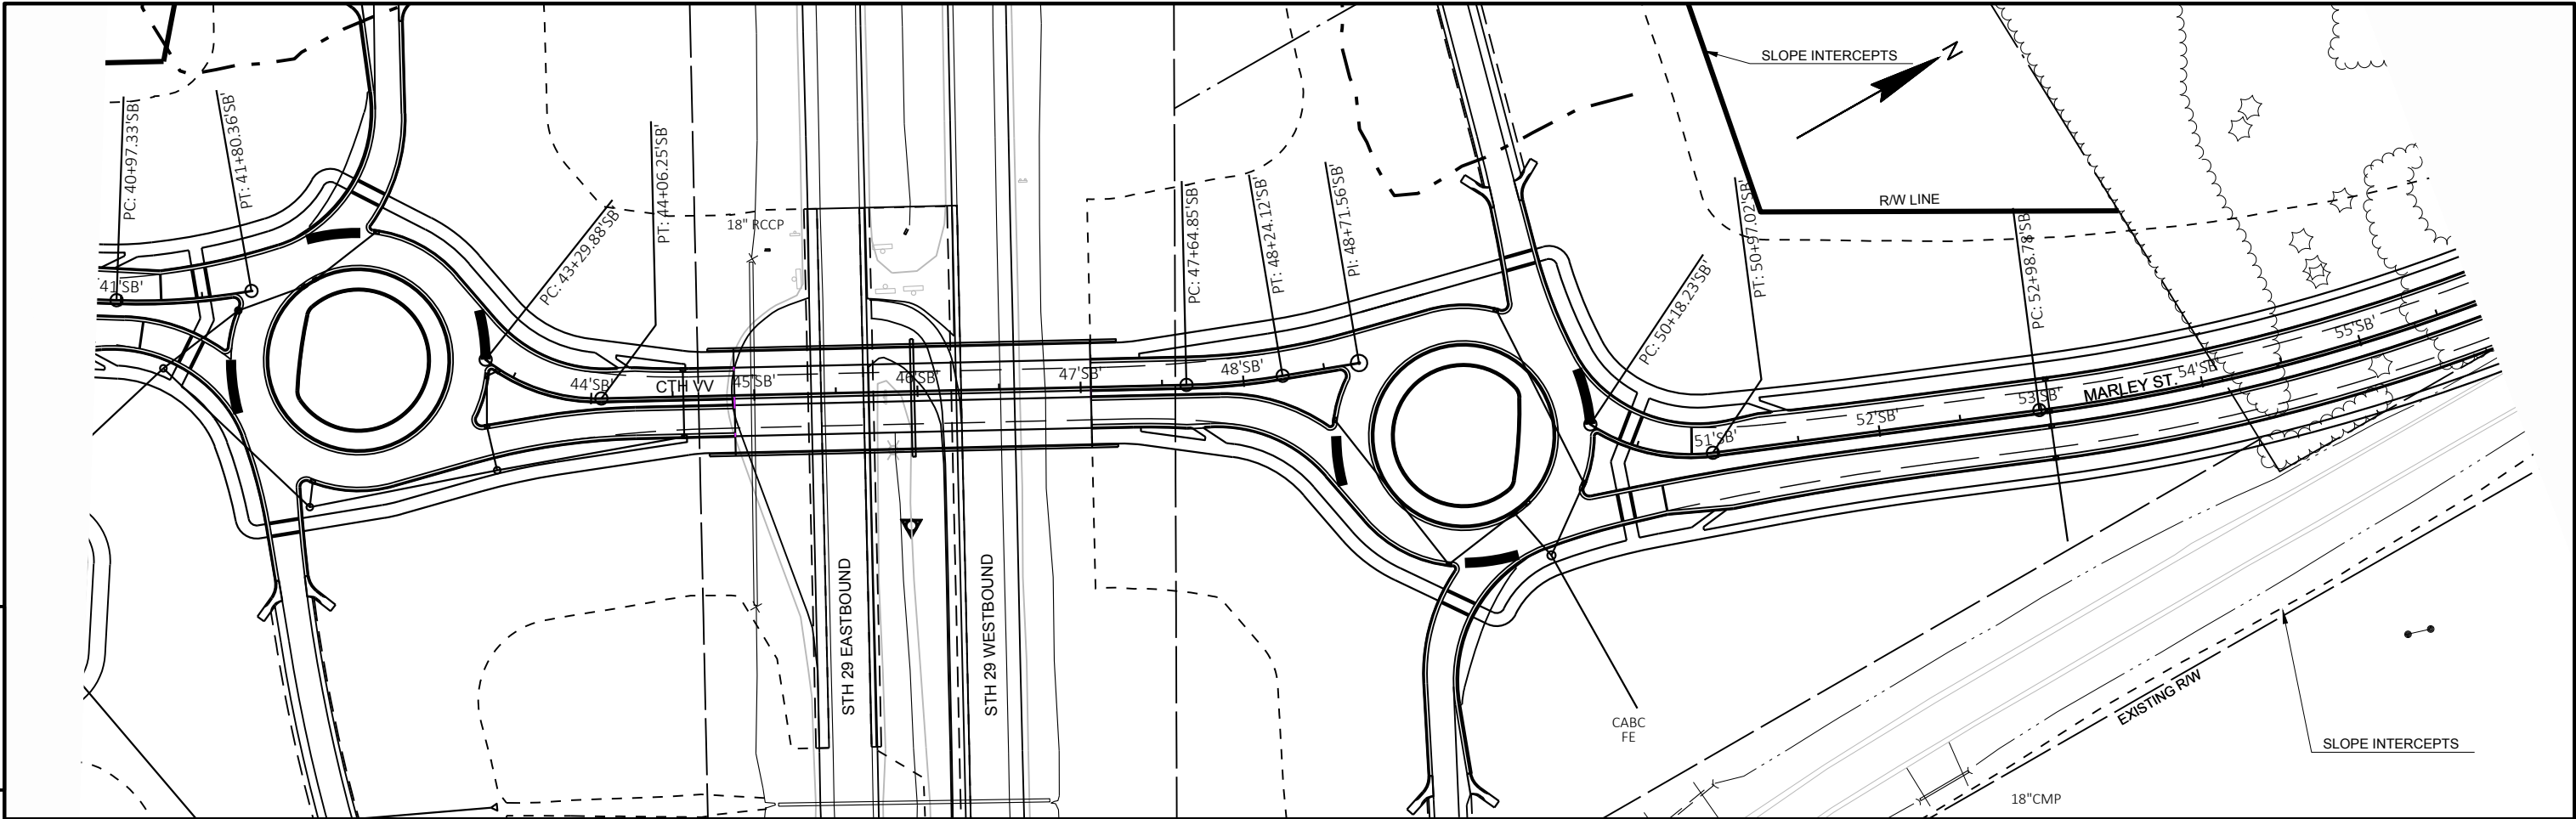 SLOPE INTERCEPTS
N
PC: 40+97.33'SB'
PT: 41+80.36'SB'
PT: 44+06.25'SB'
PC: 43+29.88'SB'
18" RCCP
PC: 47+64.85'SB'
PT: 48+24.12'SB'
PI: 48+71.56'SB'
PT: 50+97.02'SB'
R/W LINE
PC: 52+98.78'SB'
PC: 50+18.23'SB'
41'SB'
44'SB'
CTH VV
45'SB'
46'SB'
47'SB'
48'SB'
51'SB'
52'SB'
53'SB'
MARLEY ST.
54'SB'
55'SB'
STH 29 EASTBOUND
STH 29 WESTBOUND
CABC
FE
EXISTING R/W
SLOPE INTERCEPTS
18"CMP